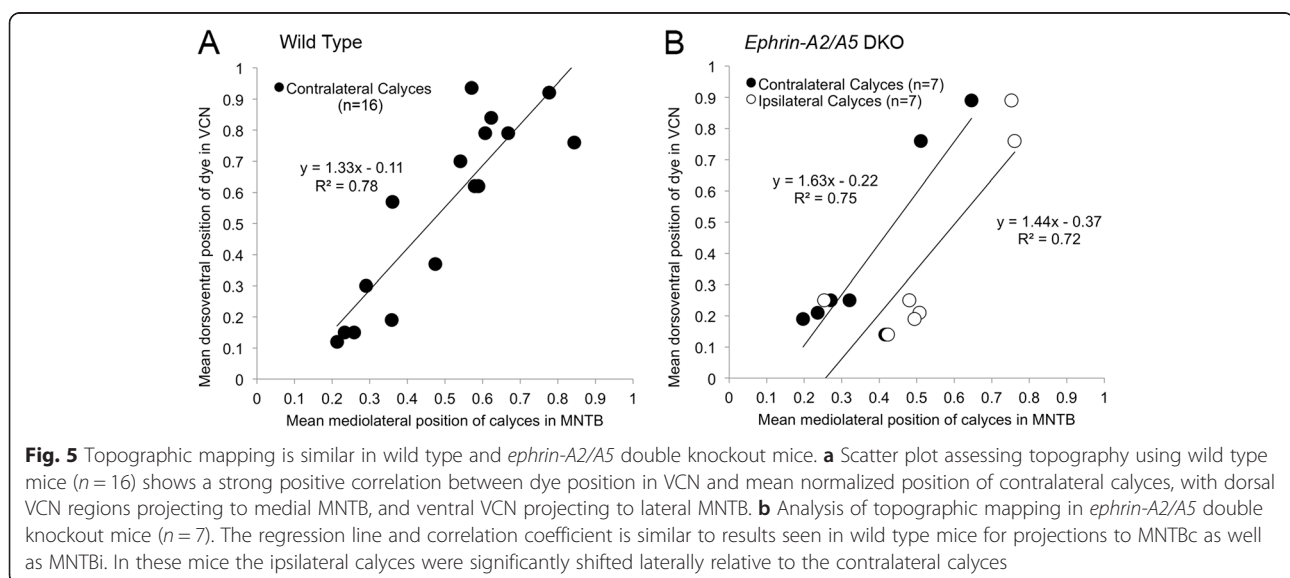 A Wild Type
Mean dorsoventral position of dye in VCN
1
0.9
0.8
0.7
0.6
0.5
0.4
0.3
0.2
0.1
0
Contralateral Calyces
(n=16)
y = 1.33x - 0.11
R² = 0.78
0 0.1 0.2 0.3 0.4 0.5 0.6 0.7 0.8 0.9 1
Mean mediolateral position of calyces in MNTB
B Ephrin-A2/A5 DKO
Mean dorsoventral position of dye in VCN
1
0.9
0.8
0.7
0.6
0.5
0.4
0.3
0.2
0.1
0
Contralateral Calyces (n=7)
Ipsilateral Calyces (n=7)
y = 1.63x - 0.22
R² = 0.75
y = 1.44x - 0.37
R² = 0.72
0 0.1 0.2 0.3 0.4 0.5 0.6 0.7 0.8 0.9 1
Mean mediolateral position of calyces in MNTB
Fig. 5 Topographic mapping is similar in wild type and ephrin-A2/A5 double knockout mice. a Scatter plot assessing topography using wild type
mice (n = 16) shows a strong positive correlation between dye position in VCN and mean normalized position of contralateral calyces, with dorsal
VCN regions projecting to medial MNTB, and ventral VCN projecting to lateral MNTB. b Analysis of topographic mapping in ephrin-A2/A5 double
knockout mice (n = 7). The regression line and correlation coefficient is similar to results seen in wild type mice for projections to MNTBc as well
as MNTBi. In these mice the ipsilateral calyces were significantly shifted laterally relative to the contralateral calyces